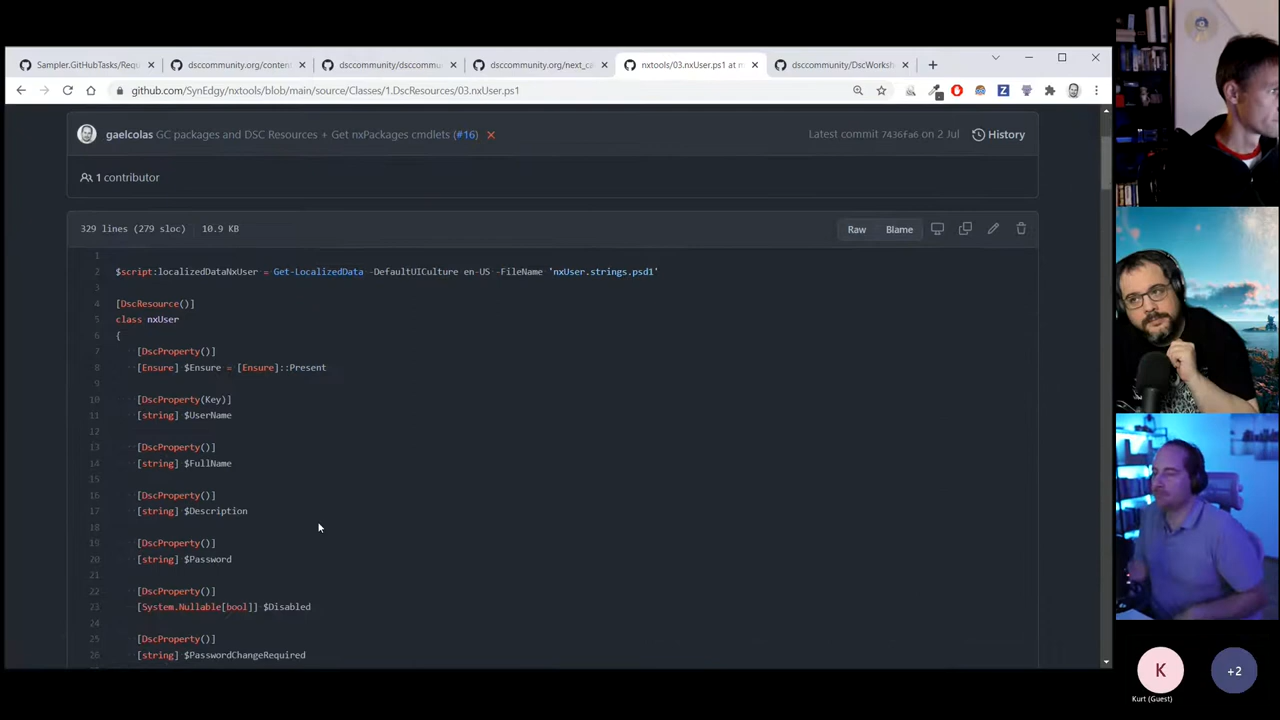 Sampler.GitHubTasks/Requ
dsccommunity.org/conten
dsccommunity/dsccommu
dsccommunity.org/next_ca
nxtools/03.nxUser.ps1 at m
dsccommunity/DscWorksh
github.com/SynEdgy/nxtools/blob/main/source/Classes/1.DscResources/03.nxUser.ps1
gaelcolas GC packages and DSC Resources + Get nxPackages cmdlets (#16)
Latest commit 7436fa6 on 2 Jul
History
1 contributor
329 lines (279 sloc) 10.9 KB
Raw
Blame
1
2 $script:localizedDataNxUser = Get-LocalizedData -DefaultUICulture en-US -FileName 'nxUser.strings.psd1'
3
4 [DscResource()]
5 class nxUser
6 {
7 [DscProperty()]
8 [Ensure] $Ensure = [Ensure]::Present
9
10 [DscProperty(Key)]
11 [string] $UserName
12
13 [DscProperty()]
14 [string] $FullName
15
16 [DscProperty()]
17 [string] $Description
18
19 [DscProperty()]
20 [string] $Password
21
22 [DscProperty()]
23 [System.Nullable[bool]] $Disabled
24
25 [DscProperty()]
26 [string] $PasswordChangeRequired
K
+2
Kurt (Guest)